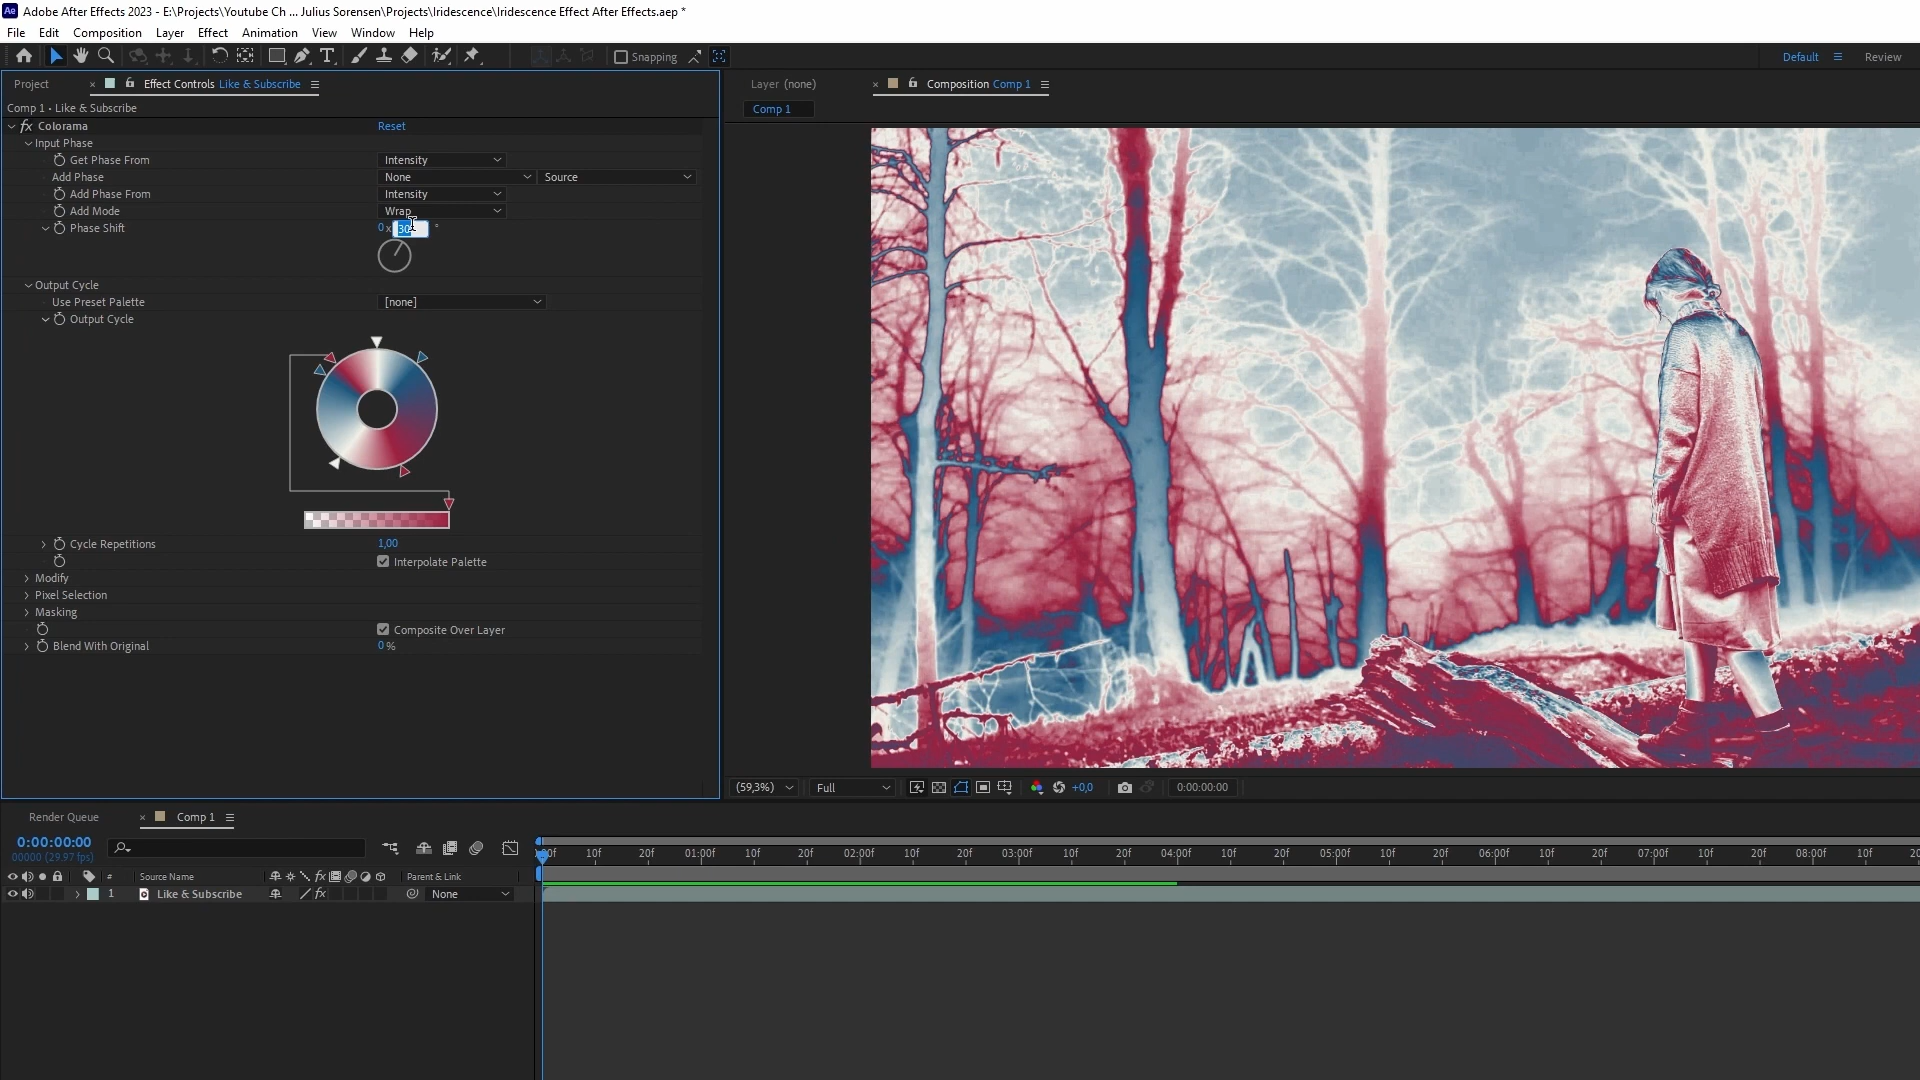 Ae Adobe After Effects 2023 - E:\Projects\Youtube Ch ... Julius Sorensen\Projects\Iridescence\Iridescence Effect After Effects.aep *
File Edit Composition Layer Effect Animation View Window Help
Snapping
Default Review
Project Effect Controls Like & Subscribe
Comp 1 • Like & Subscribe
fx Colorama Reset
Input Phase
Get Phase From Intensity
Add Phase None Source
Add Phase From Intensity
Add Mode Wrap
Phase Shift 0 x 30 °
Output Cycle
Use Preset Palette [none]
Output Cycle
Cycle Repetitions 1,00
Interpolate Palette
Modify
Pixel Selection
Masking
Composite Over Layer
Blend With Original 0 %
Layer (none) Composition Comp 1
Comp 1
(59,3%) Full +0,0 0:00:00:00
Render Queue Comp 1
0:00:00:00
00000 (29.97 fps)
:00f 10f 20f 01:00f 10f 20f 02:00f 10f 20f 03:00f 10f 20f 04:00f 10f 20f 05:00f 10f 20f 06:00f 10f 20f 07:00f 10f 20f 08:00f 10f 20
# Source Name fx Parent & Link
1 Like & Subscribe fx None